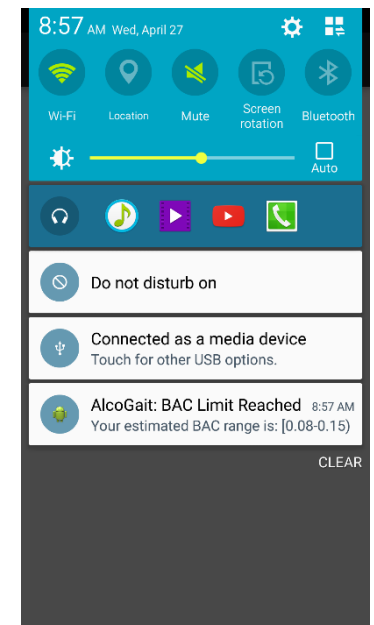 8:57 AM Wed, April 27
Wi-Fi Location Mute Screen rotation Bluetooth
Auto
Do not disturb on
Connected as a media device
Touch for other USB options.
AlcoGait: BAC Limit Reached 8:57 AM
Your estimated BAC range is: [0.08-0.15)
CLEAR